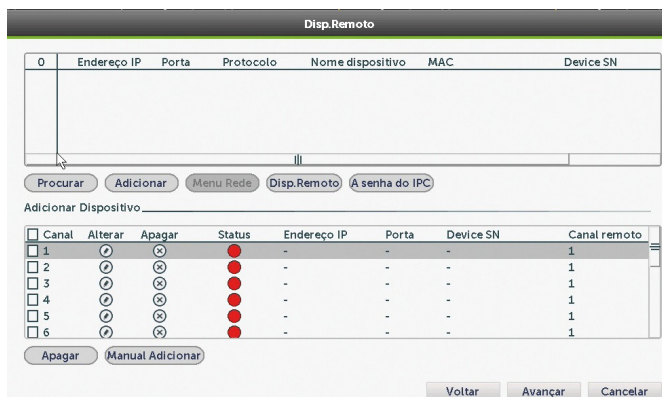 Disp.Remoto
0 Endereço IP Porta Protocolo Nome dispositivo MAC Device SN
Procurar Adicionar Menu Rede Disp.Remoto A senha do IPC
Adicionar Dispositivo
Canal Alterar Apagar Status Endereço IP Porta Device SN Canal remoto
1 - - - 1
2 - - - 1
3 - - - 1
4 - - - 1
5 - - - 1
6 - - - 1
Apagar Manual Adicionar
Voltar Avançar Cancelar